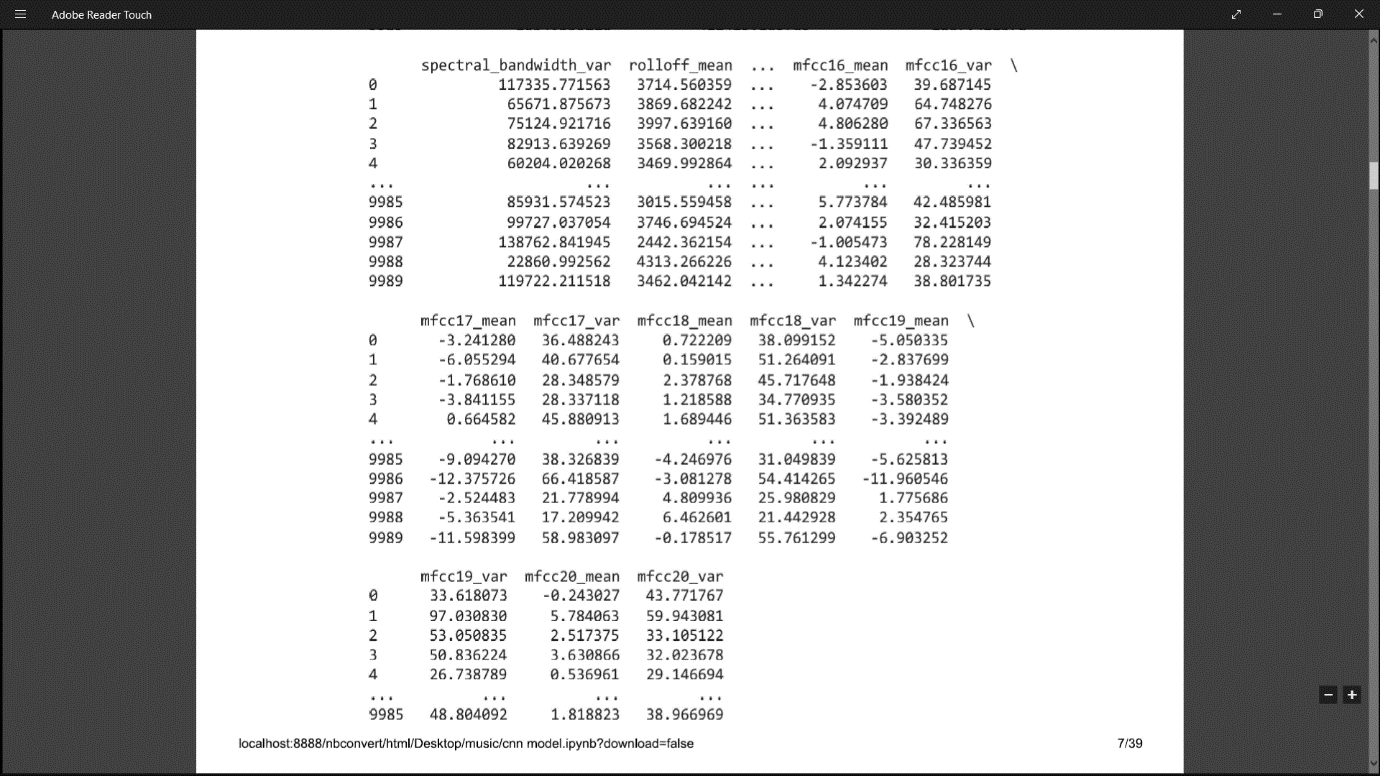 Adobe Reader Touch
spectral_bandwidth_var rolloff_mean ... mfcc16_mean mfcc16_var \
0 117335.771563 3714.560359 ... -2.853603 39.687145
1 65671.875673 3869.682242 ... 4.074709 64.748276
2 75124.921716 3997.639160 ... 4.806280 67.336563
3 82913.639269 3568.300218 ... -1.359111 47.739452
4 60204.020268 3469.992864 ... 2.092937 30.336359
... ... ... ... ... ...
9985 85931.574523 3015.559458 ... 5.773784 42.485981
9986 99727.037054 3746.694524 ... 2.074155 32.415203
9987 138762.841945 2442.362154 ... -1.005473 78.228149
9988 22860.992562 4313.266226 ... 4.123402 28.323744
9989 119722.211518 3462.042142 ... 1.342274 38.801735
mfcc17_mean mfcc17_var mfcc18_mean mfcc18_var mfcc19_mean \
0 -3.241280 36.488243 0.722209 38.099152 -5.050335
1 -6.055294 40.677654 0.159015 51.264091 -2.837699
2 -1.768610 28.348579 2.378768 45.717648 -1.938424
3 -3.841155 28.337118 1.218588 34.770935 -3.580352
4 0.664582 45.880913 1.689446 51.363583 -3.392489
... ... ... ... ... ...
9985 -9.094270 38.326839 -4.246976 31.049839 -5.625813
9986 -12.375726 66.418587 -3.081278 54.414265 -11.960546
9987 -2.524483 21.778994 4.809936 25.980829 1.775686
9988 -5.363541 17.209942 6.462601 21.442928 2.354765
9989 -11.598399 58.983097 -0.178517 55.761299 -6.903252
mfcc19_var mfcc20_mean mfcc20_var
0 33.618073 -0.243027 43.771767
1 97.030830 5.784063 59.943081
2 53.050835 2.517375 33.105122
3 50.836224 3.630866 32.023678
4 26.738789 0.536961 29.146694
... ... ... ...
9985 48.804092 1.818823 38.966969
localhost:8888/nbconvert/html/Desktop/music/cnn model.ipynb?download=false 7/39